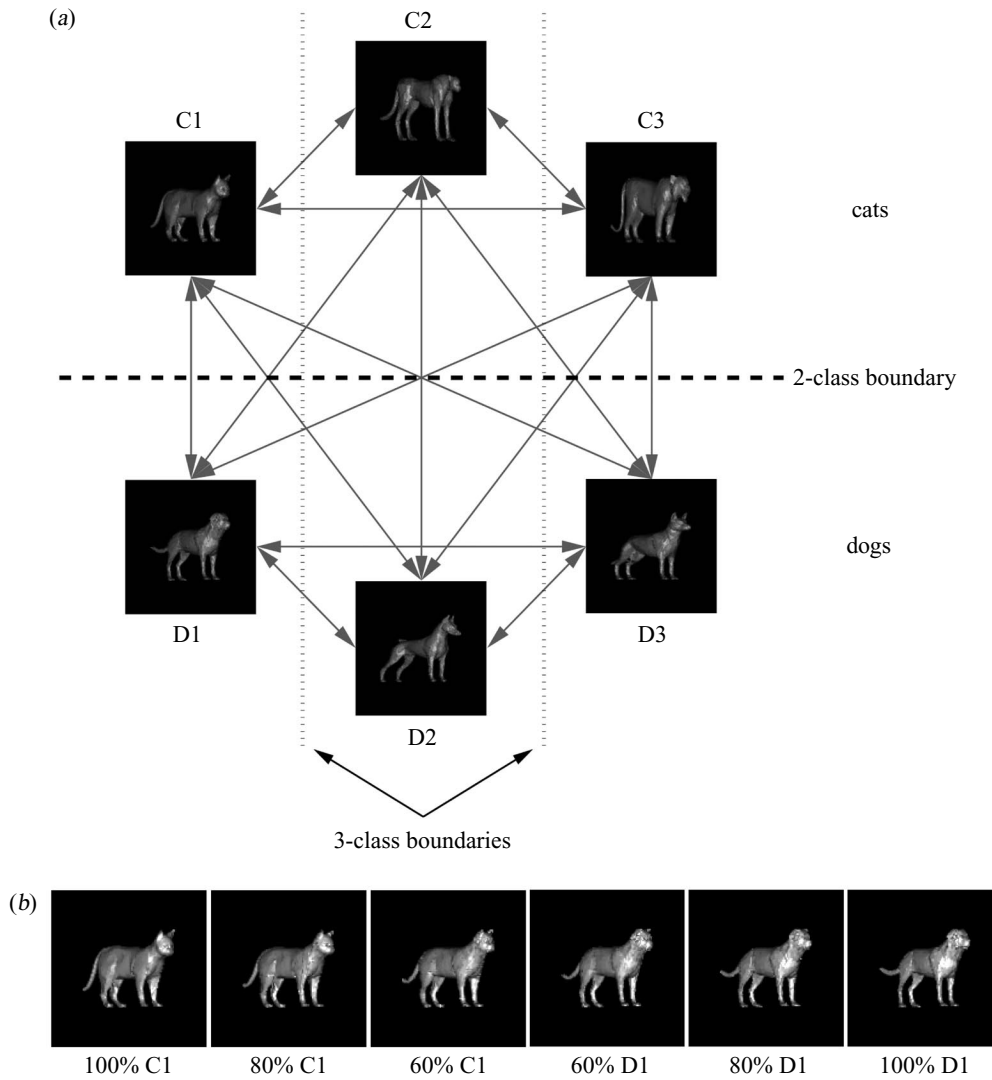 (a)
C2
C1
C3
cats
2-class boundary
dogs
D1
D3
D2
3-class boundaries
(b)
100% C1 80% C1 60% C1 60% D1 80% D1 100% D1